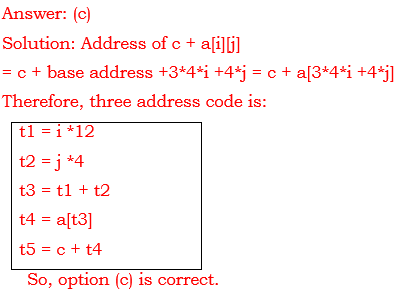 Answer: (c)
Solution: Address of c + a[i][j]
= c + base address +3*4*i +4*j = c + a[3*4*i +4*j]
Therefore, three address code is:
t1 = i *12
t2 = j *4
t3 = t1 + t2
t4 = a[t3]
t5 = c + t4
So, option (c) is correct.